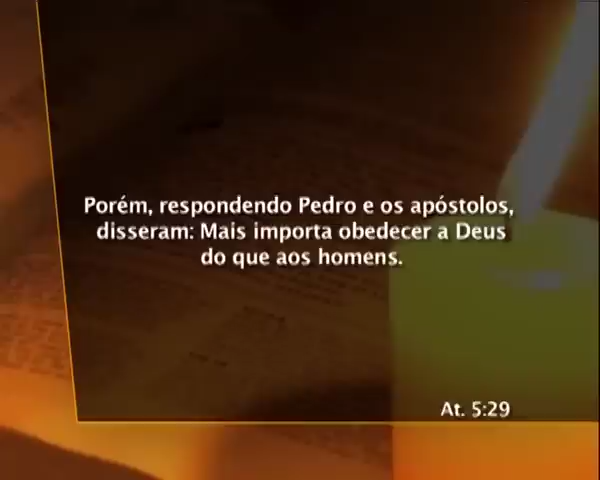 Porém, respondendo Pedro e os apóstolos,
disseram: Mais importa obedecer a Deus
do que aos homens.
At. 5:29